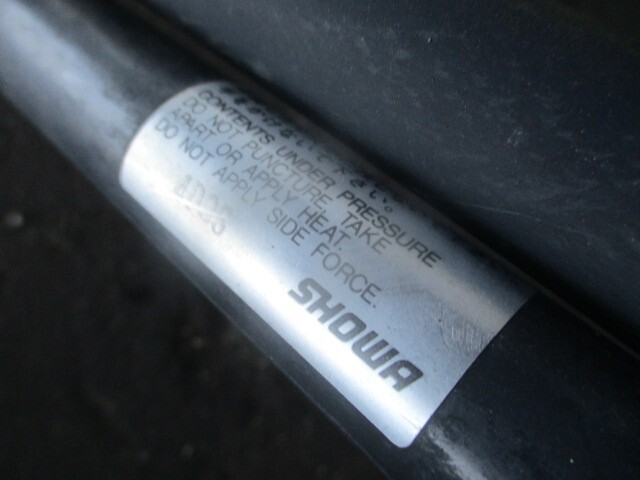 CONTENTS UNDER PRESSURE
DO NOT PUNCTURE, TAKE
APART, OR APPLY HEAT.
DO NOT APPLY SIDE FORCE.
SHOWA